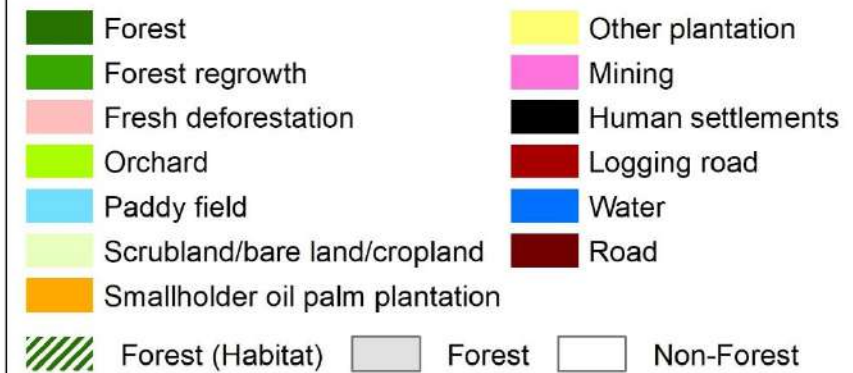 Forest
Forest regrowth
Fresh deforestation
Orchard
Paddy field
Scrubland/bare land/cropland
Smallholder oil palm plantation
Other plantation
Mining
Human settlements
Logging road
Water
Road
Forest (Habitat) Forest Non-Forest